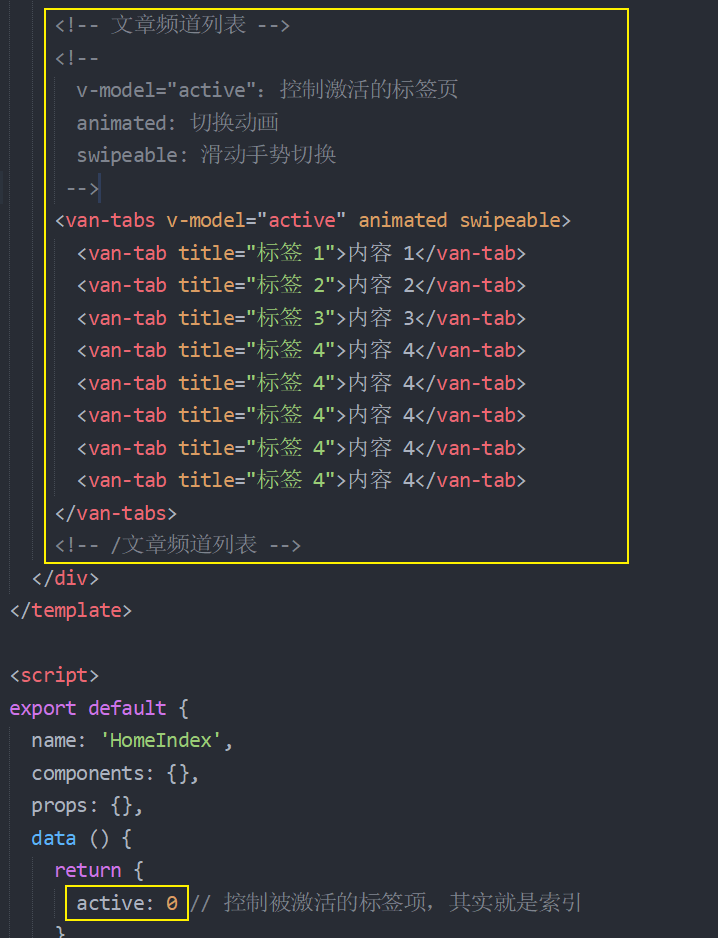 <!-- 文章频道列表 -->
<!--
v-model="active"：控制激活的标签页
animated: 切换动画
swipeable: 滑动手势切换
-->
<van-tabs v-model="active" animated swipeable>
<van-tab title="标签 1">内容 1</van-tab>
<van-tab title="标签 2">内容 2</van-tab>
<van-tab title="标签 3">内容 3</van-tab>
<van-tab title="标签 4">内容 4</van-tab>
<van-tab title="标签 4">内容 4</van-tab>
<van-tab title="标签 4">内容 4</van-tab>
<van-tab title="标签 4">内容 4</van-tab>
<van-tab title="标签 4">内容 4</van-tab>
</van-tabs>
<!-- /文章频道列表 -->
</div>
</template>
<script>
export default {
name: 'HomeIndex',
components: {},
props: {},
data () {
return {
active: 0 // 控制被激活的标签项，其实就是索引
}